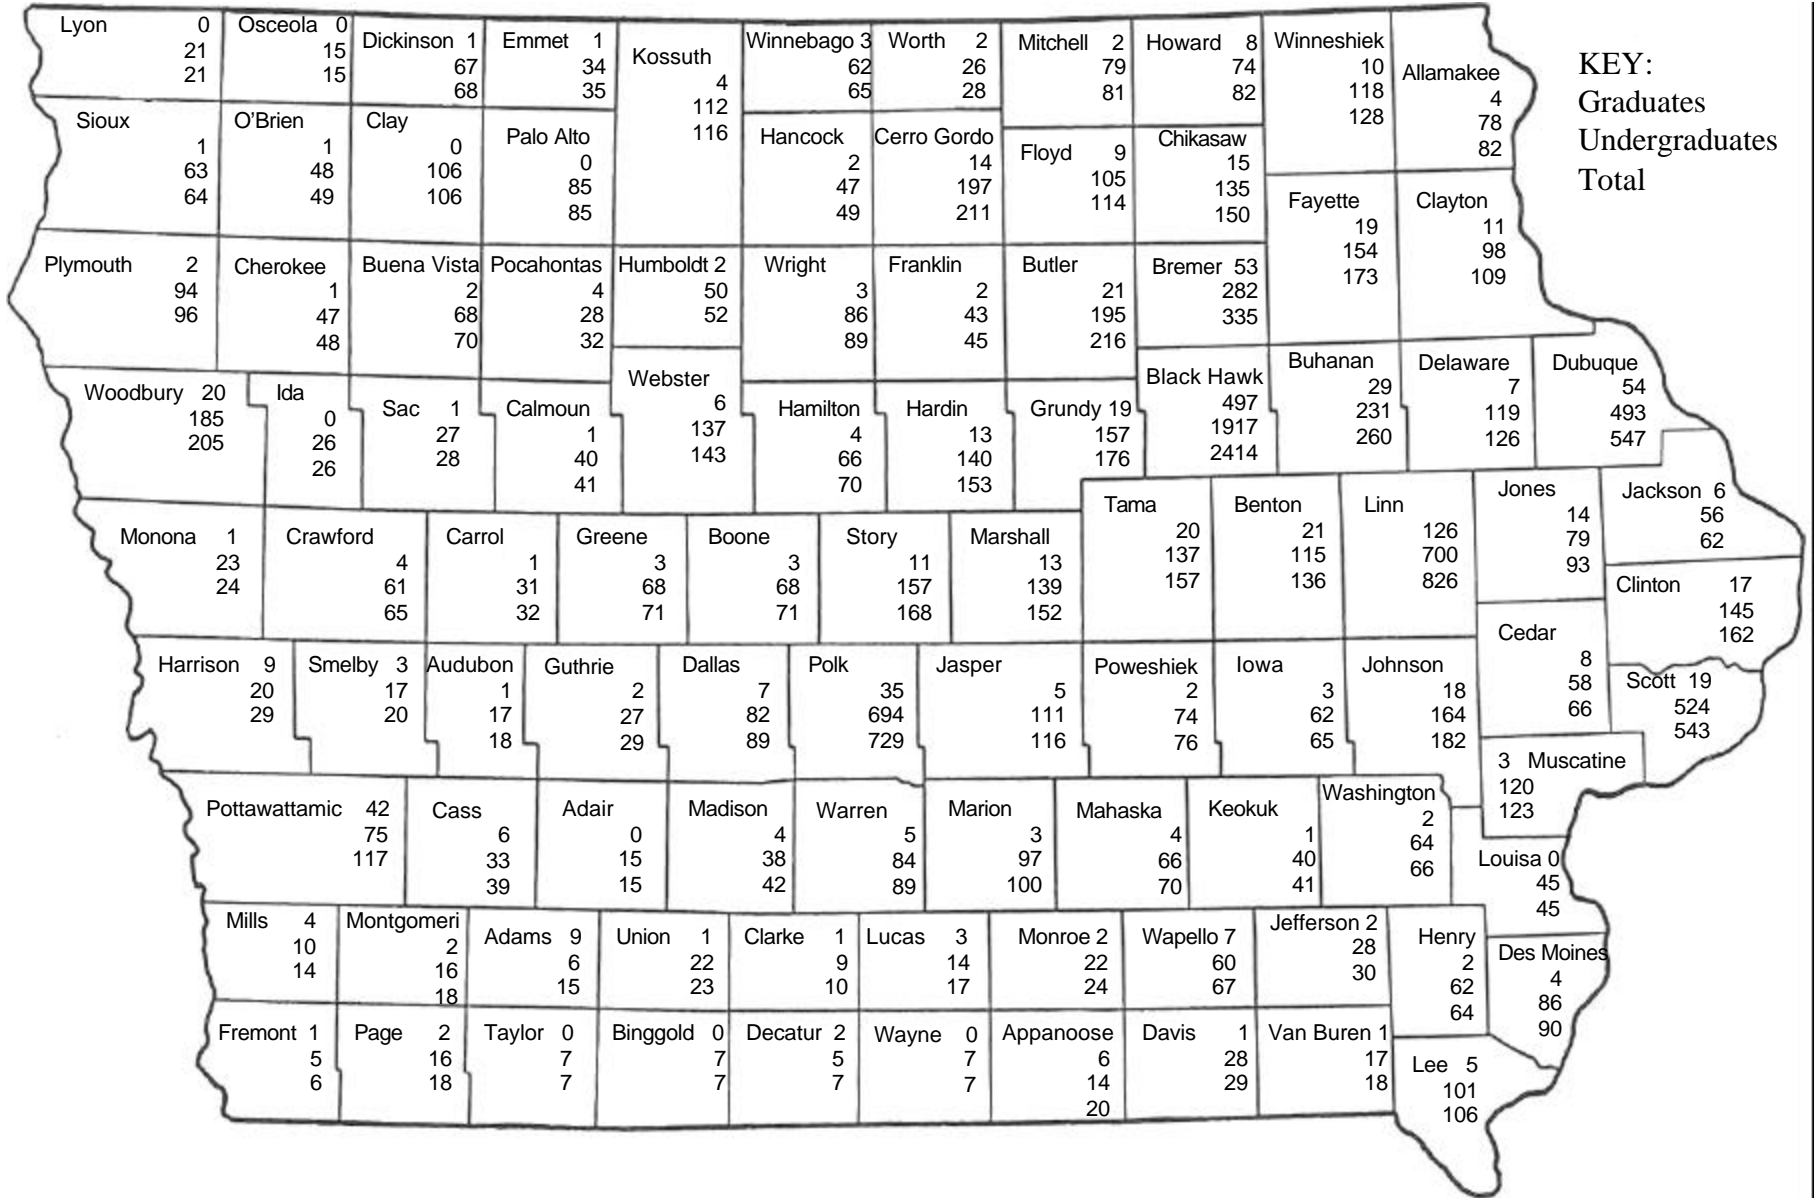 Lyon 0
21
21
Osceola 0
15
15
Dickinson 1
67
68
Emmet 1
34
35
Kossuth
4
112
116
Winnebago 3
62
65
Worth 2
26
28
Mitchell 2
79
81
Howard 8
74
82
Winneshiek
10
118
128
Allamakee
4
78
82
KEY:
Graduates
Undergraduates
Total
Sioux
1
63
64
O'Brien
1
48
49
Clay
0
106
106
Palo Alto
0
85
85
Hancock
2
47
49
Cerro Gordo
14
197
211
Floyd 9
105
114
Chikasaw
15
135
150
Fayette
19
154
173
Clayton
11
98
109
Plymouth 2
94
96
Cherokee
1
47
48
Buena Vista
2
68
70
Pocahontas
4
28
32
Humboldt 2
50
52
Wright
3
86
89
Franklin
2
43
45
Butler
21
195
216
Bremer 53
282
335
Woodbury 20
185
205
Ida
0
26
26
Sac 1
27
28
Calmoun
1
40
41
Webster
6
137
143
Hamilton
4
66
70
Hardin
13
140
153
Grundy 19
157
176
Black Hawk
497
1917
2414
Buhanan
29
231
260
Delaware
7
119
126
Dubuque
54
493
547
Monona 1
23
24
Crawford
4
61
65
Carrol
1
31
32
Greene
3
68
71
Boone
3
68
71
Story
11
157
168
Marshall
13
139
152
Tama
20
137
157
Benton
21
115
136
Linn
126
700
826
Jones
14
79
93
Jackson 6
56
62
Clinton 17
145
162
Cedar
8
58
66
Scott 19
524
543
Harrison 9
20
29
Smelby 3
17
20
Audubon
1
17
18
Guthrie
2
27
29
Dallas
7
82
89
Polk
35
694
729
Jasper
5
111
116
Poweshiek
2
74
76
Iowa
3
62
65
Johnson
18
164
182
3 Muscatine
120
123
Pottawattamic 42
75
117
Cass
6
33
39
Adair
0
15
15
Madison
4
38
42
Warren
5
84
89
Marion
3
97
100
Mahaska
4
66
70
Keokuk
1
40
41
Washington
2
64
66
Louisa 0
45
45
Mills 4
10
14
Montgomeri
2
16
18
Adams 9
6
15
Union 1
22
23
Clarke 1
9
10
Lucas 3
14
17
Monroe 2
22
24
Wapello 7
60
67
Jefferson 2
28
30
Henry
2
62
64
Des Moines
4
86
90
Fremont 1
5
6
Page 2
16
18
Taylor 0
7
7
Binggold 0
7
7
Decatur 2
5
7
Wayne 0
7
7
Appanoose
6
14
20
Davis 1
28
29
Van Buren 1
17
18
Lee 5
101
106